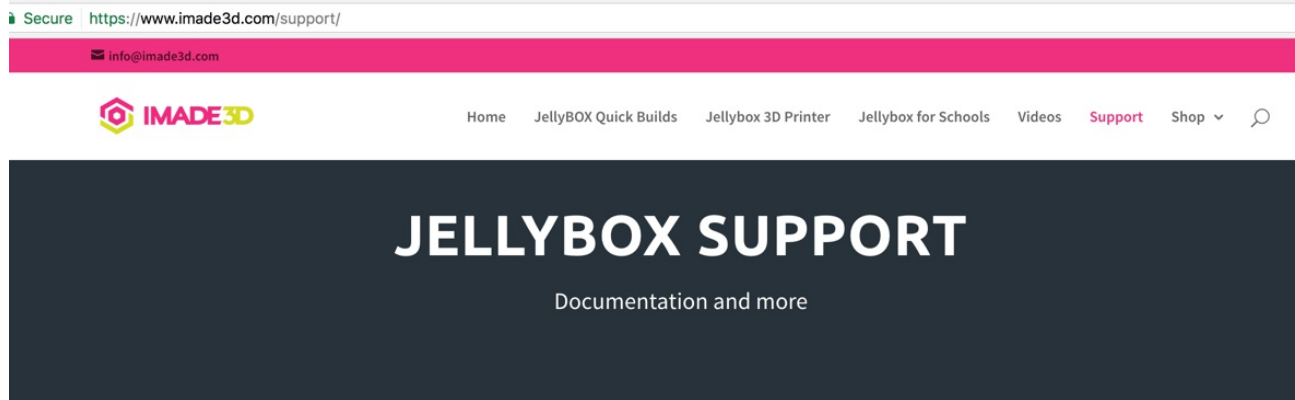 Secure https://www.imade3d.com/support/
info@imade3d.com
IMADE3D
Home JellyBOX Quick Builds Jellybox 3D Printer Jellybox for Schools Videos Support Shop
JELLYBOX SUPPORT
Documentation and more